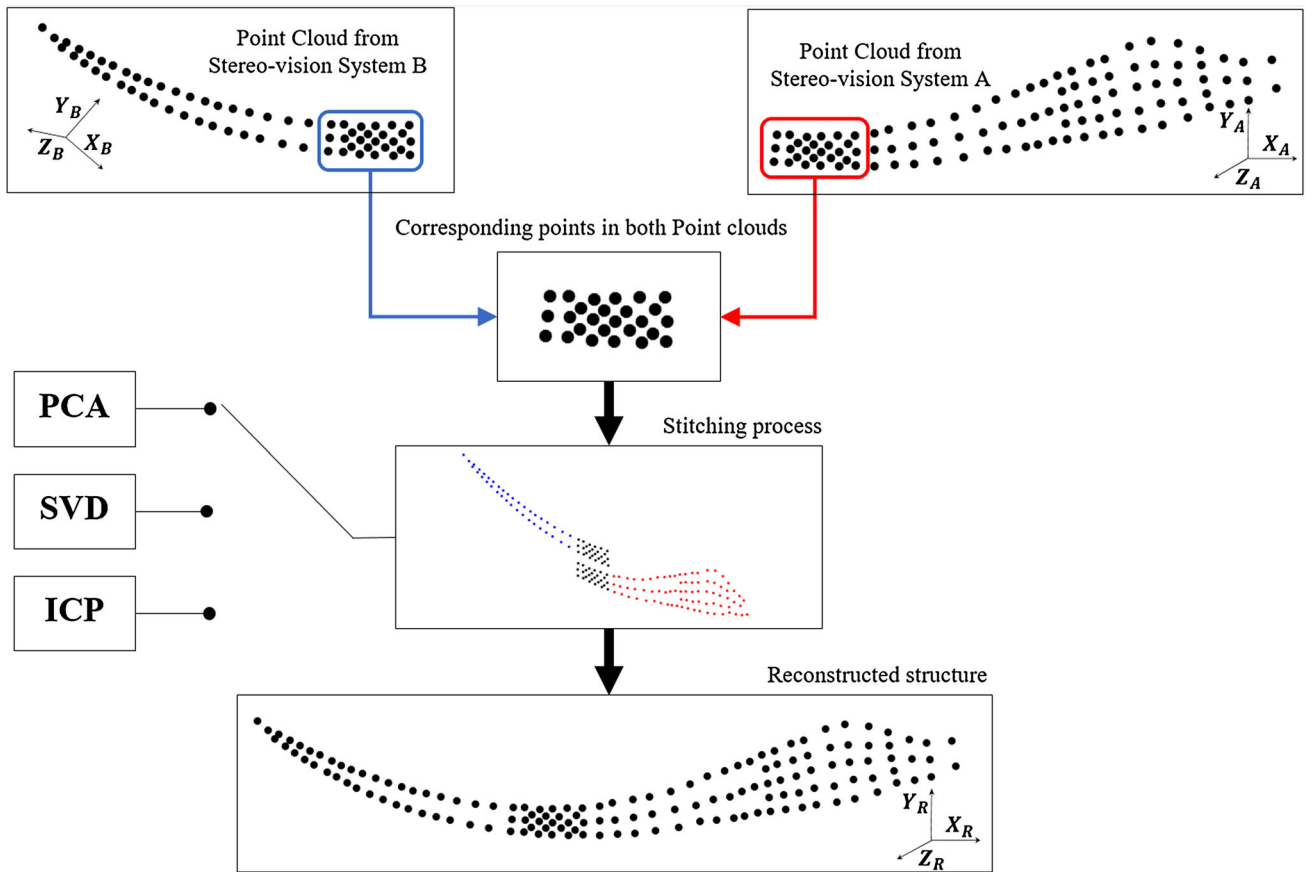 Point Cloud from
Stereo-vision System B
Y_B
Z_B
X_B
Point Cloud from
Stereo-vision System A
Y_A
X_A
Z_A
Corresponding points in both Point clouds
PCA
SVD
ICP
Stitching process
Reconstructed structure
Y_R
X_R
Z_R